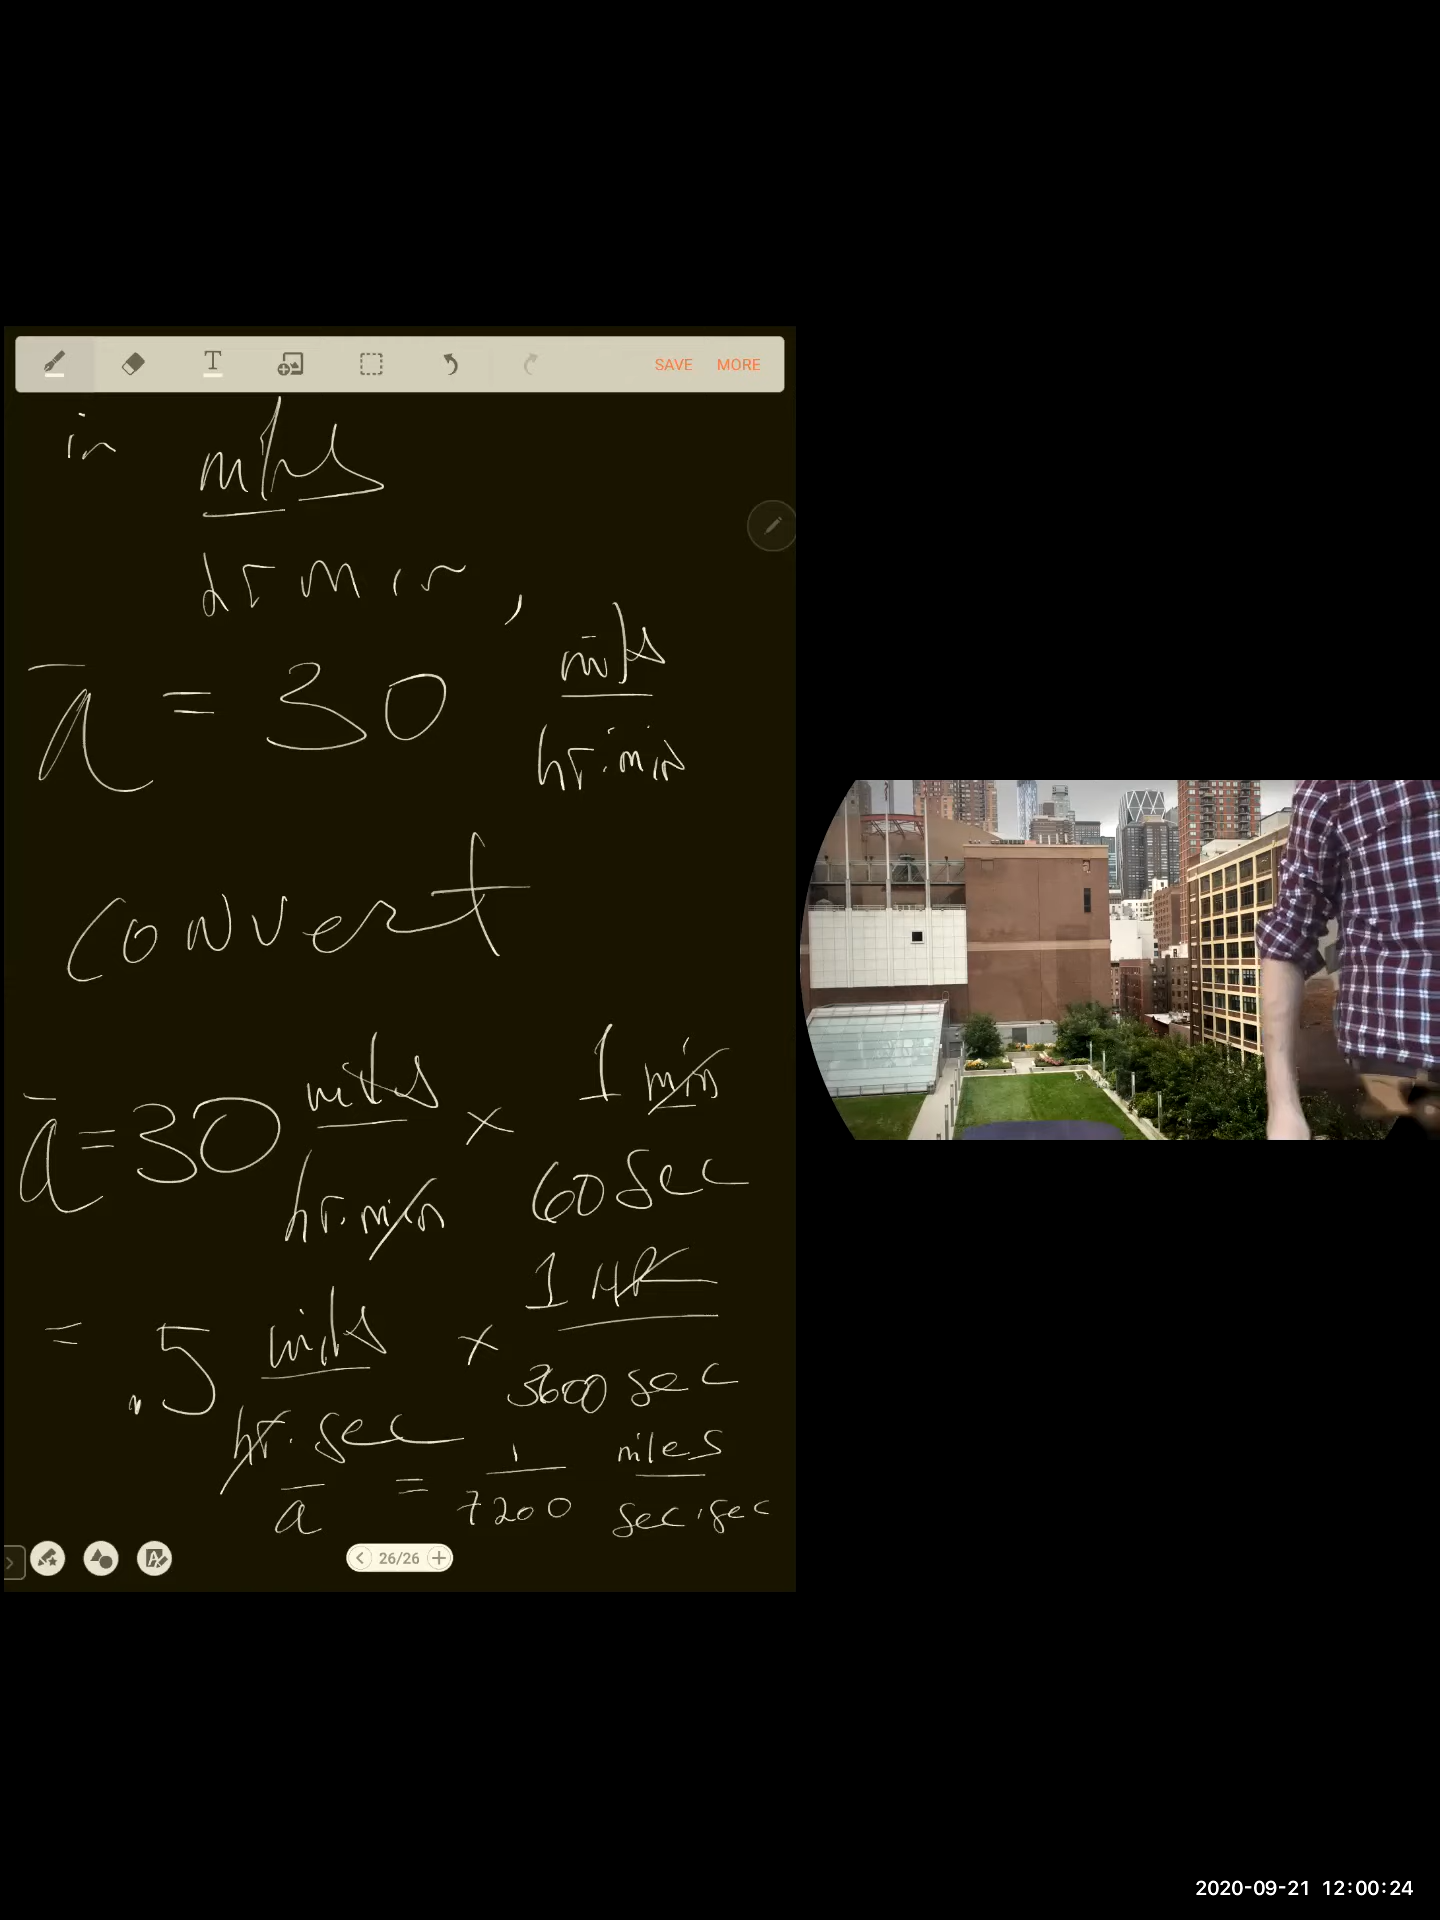 T SAVE MORE
in miles
hr min,
a̅ = 30 miles
hr·min
convert
a̅ = 30 miles × 1 min
hr·min 60 sec
= .5 miles × 1 HR
hr·sec 3600 sec
a̅ = 1 miles
7200 sec·sec
A 26/26
2020-09-21 12:00:24